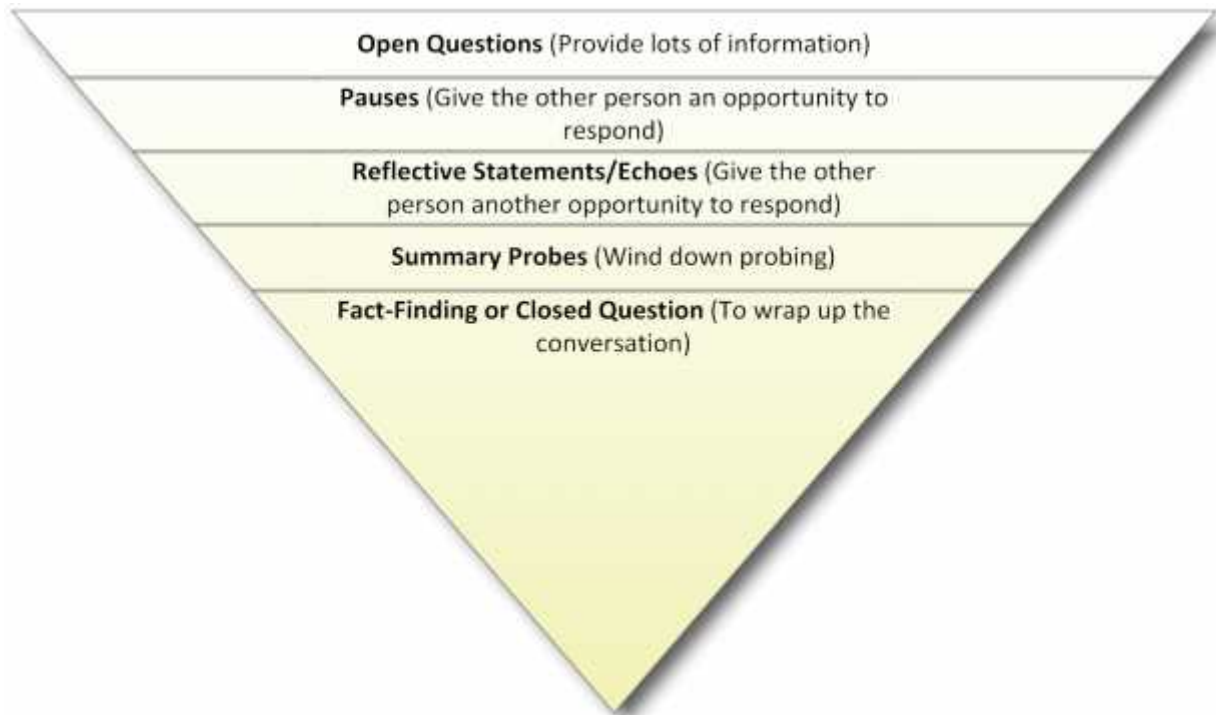 Open Questions (Provide lots of information)
Pauses (Give the other person an opportunity to
respond)
Reflective Statements/Echoes (Give the other
person another opportunity to respond)
Summary Probes (Wind down probing)
Fact-Finding or Closed Question (To wrap up the
conversation)